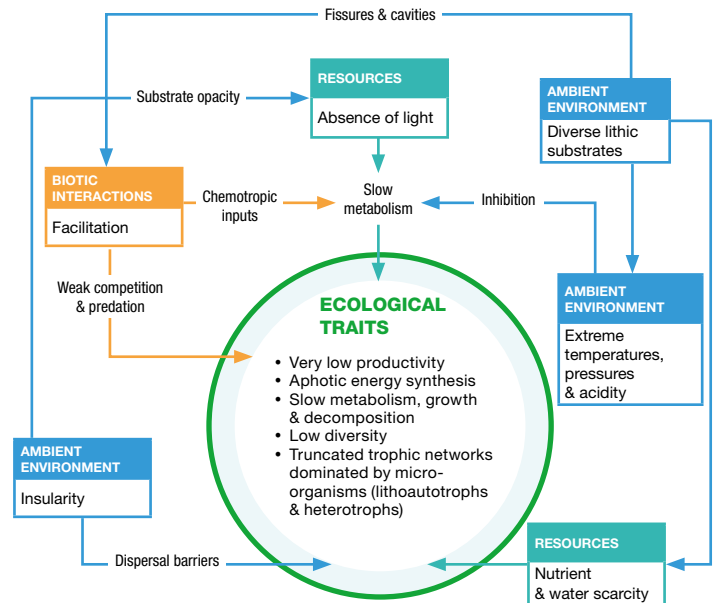 Fissures & cavities
Substrate opacity
RESOURCES
Absence of light
AMBIENT
ENVIRONMENT
Diverse lithic
substrates
BIOTIC
INTERACTIONS
Facilitation
Chemotropic
inputs
Slow
metabolism
Inhibition
Weak competition
& predation
AMBIENT
ENVIRONMENT
Extreme
temperatures,
pressures
& acidity
ECOLOGICAL
TRAITS
• Very low productivity
• Aphotic energy synthesis
• Slow metabolism, growth
& decomposition
• Low diversity
• Truncated trophic networks
dominated by micro-
organisms (lithoautotrophs
& heterotrophs)
AMBIENT
ENVIRONMENT
Insularity
Dispersal barriers
RESOURCES
Nutrient
& water scarcity